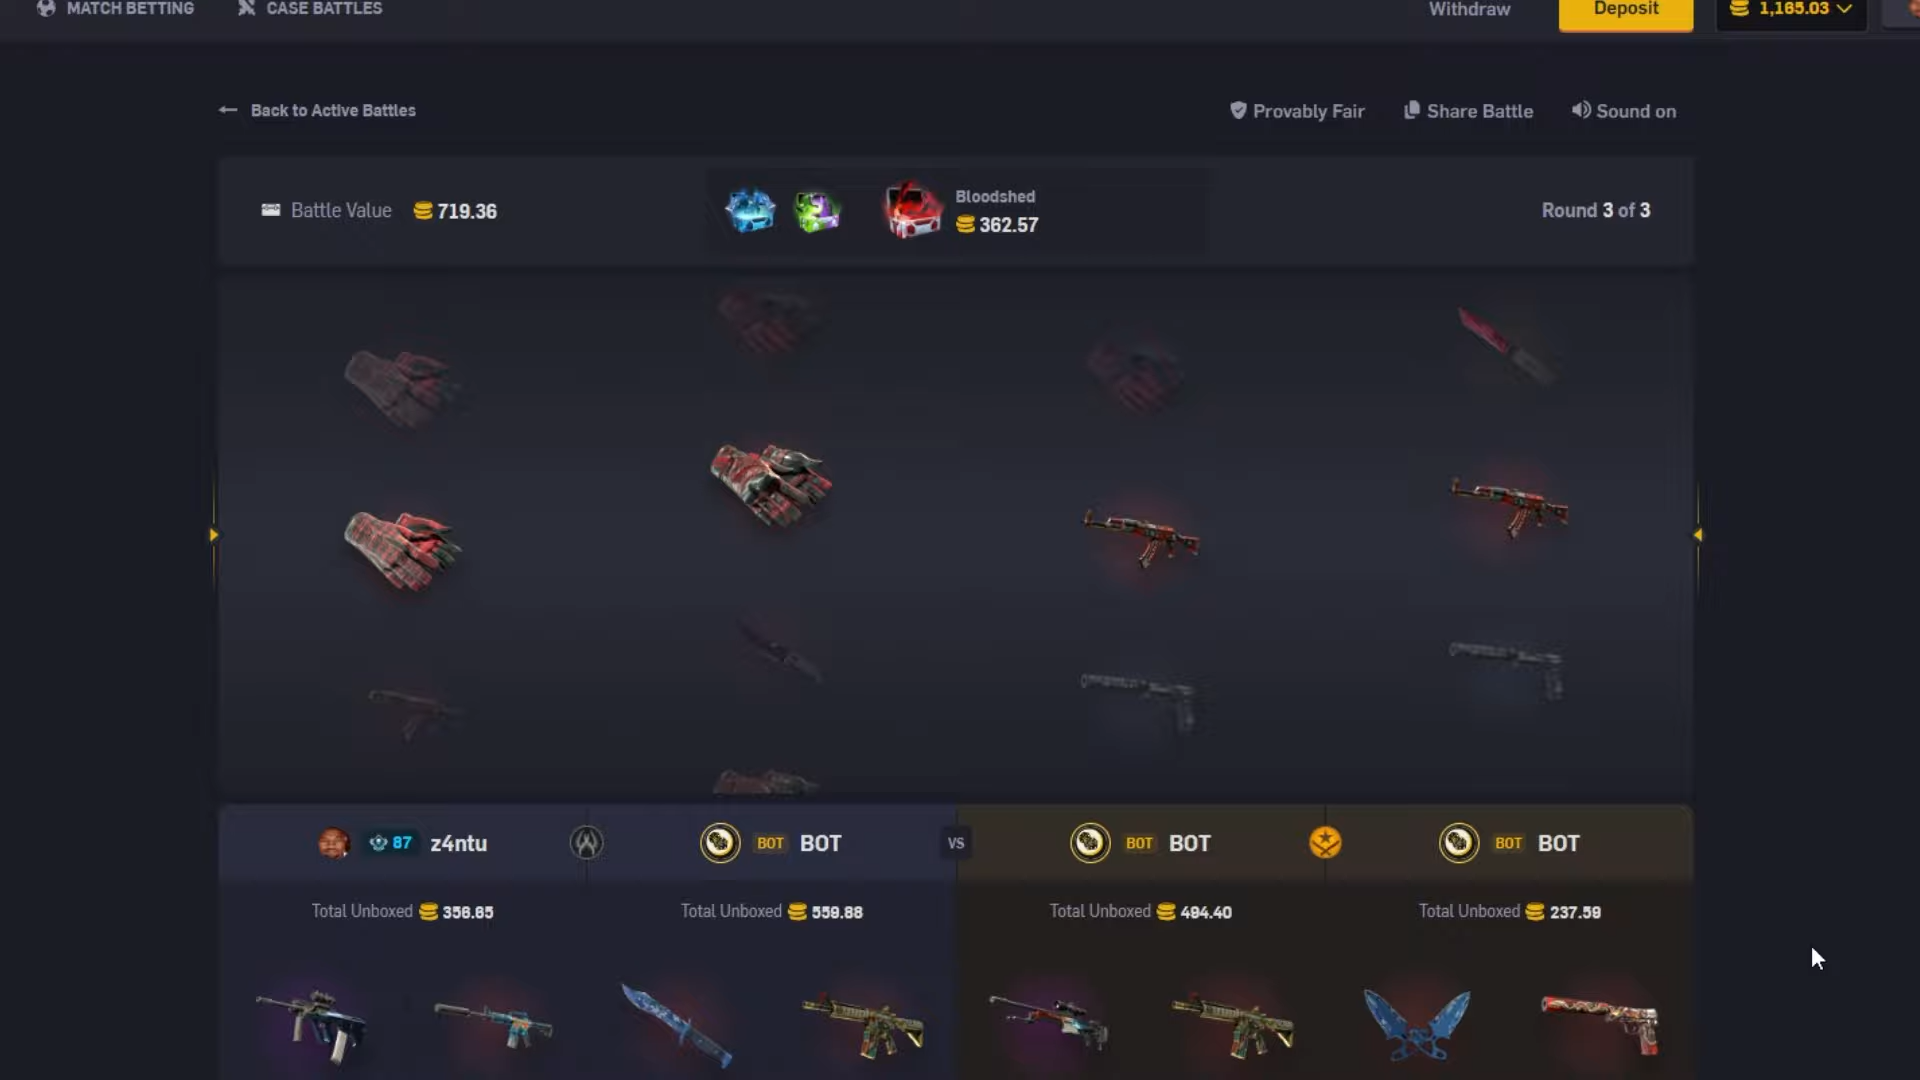 MATCH BETTING
CASE BATTLES
Withdraw
Deposit
1,165.03
Back to Active Battles
Provably Fair
Share Battle
Sound on
Battle Value 719.36
Bloodshed
362.57
Round 3 of 3
87 z4ntu
BOT BOT
VS
BOT BOT
BOT BOT
Total Unboxed 356.65
Total Unboxed 559.88
Total Unboxed 494.40
Total Unboxed 237.59